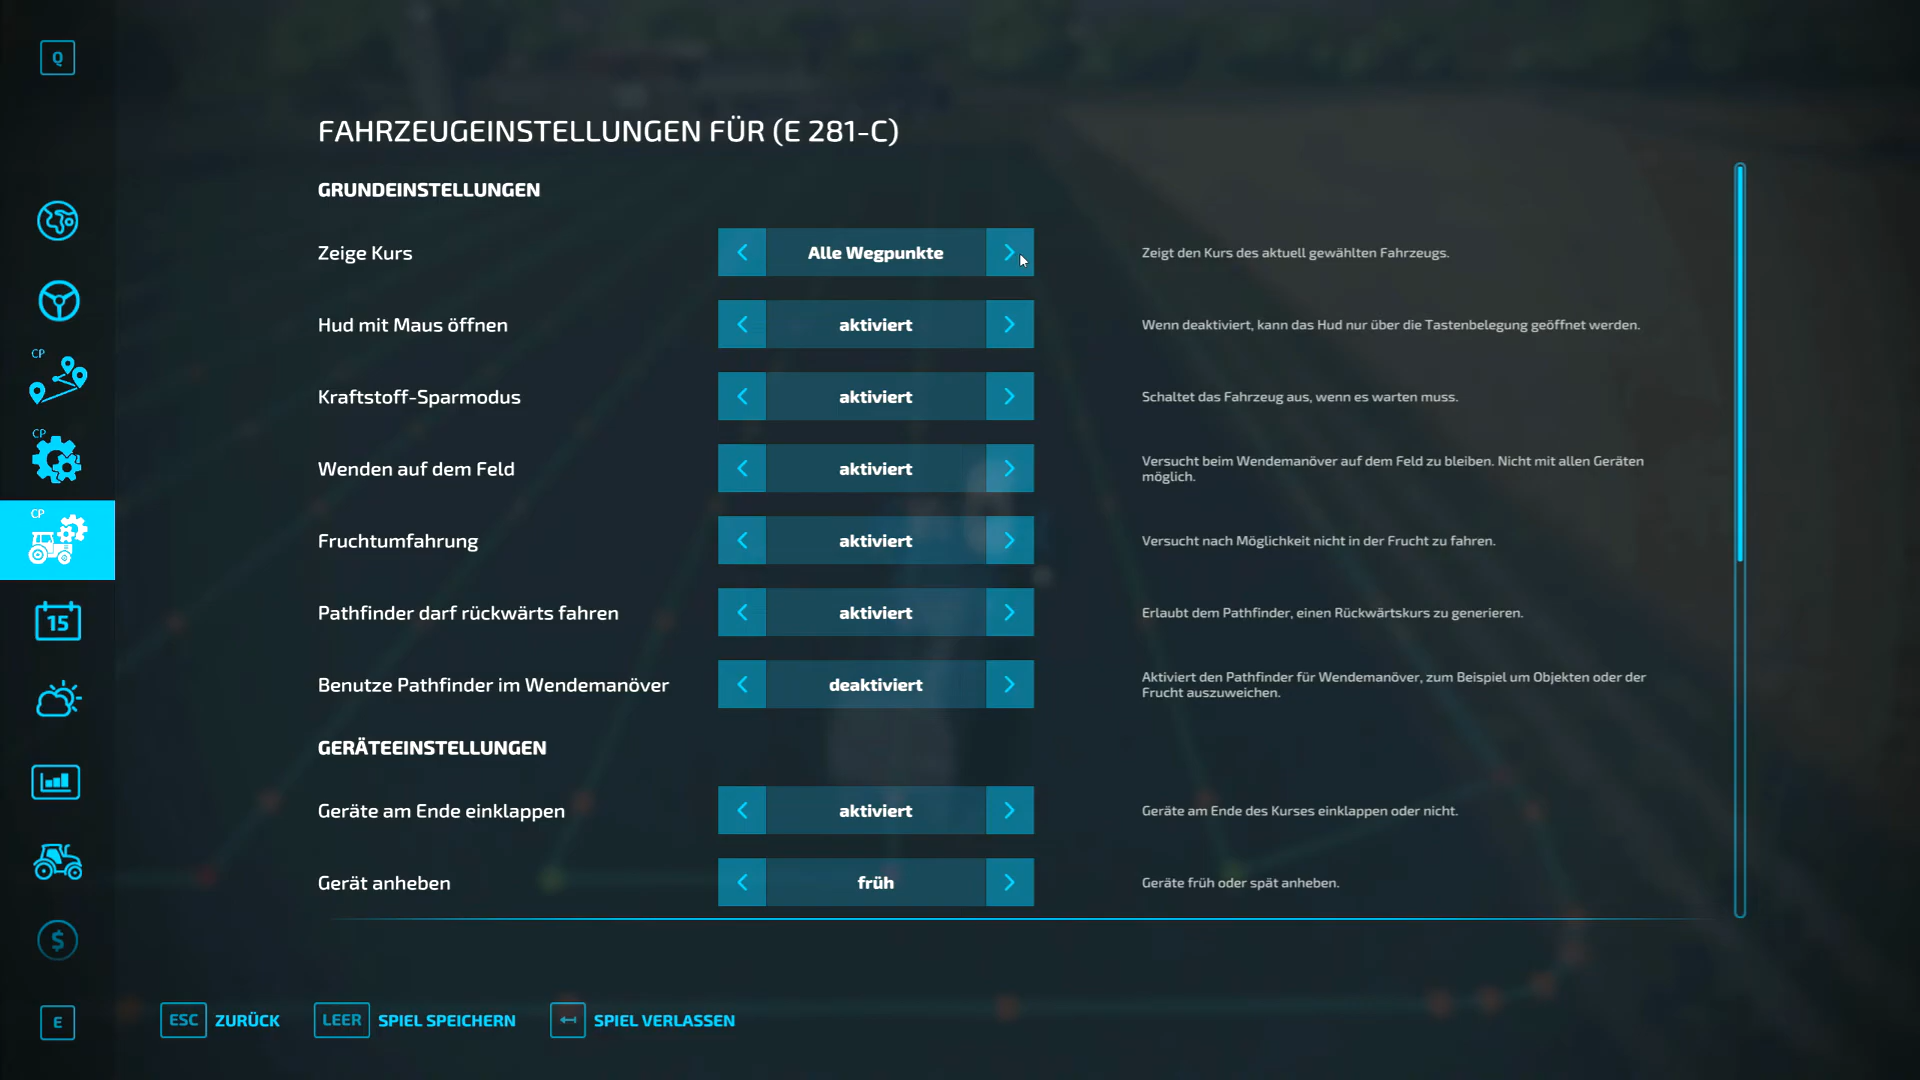 Q
FAHRZEUGEINSTELLUNGEN FÜR (E 281-C)
GRUNDEINSTELLUNGEN
Zeige Kurs
Alle Wegpunkte
Zeigt den Kurs des aktuell gewählten Fahrzeugs.
Hud mit Maus öffnen
aktiviert
Wenn deaktiviert, kann das Hud nur über die Tastenbelegung geöffnet werden.
CP
Kraftstoff-Sparmodus
aktiviert
Schaltet das Fahrzeug aus, wenn es warten muss.
CP
Wenden auf dem Feld
aktiviert
Versucht beim Wendemanöver auf dem Feld zu bleiben. Nicht mit allen Geräten
möglich.
CP
Fruchtumfahrung
aktiviert
Versucht nach Möglichkeit nicht in der Frucht zu fahren.
15
Pathfinder darf rückwärts fahren
aktiviert
Erlaubt dem Pathfinder, einen Rückwärtskurs zu generieren.
Benutze Pathfinder im Wendemanöver
deaktiviert
Aktiviert den Pathfinder für Wendemanöver, zum Beispiel um Objekten oder der
Frucht auszuweichen.
GERÄTEEINSTELLUNGEN
Geräte am Ende einklappen
aktiviert
Geräte am Ende des Kurses einklappen oder nicht.
Gerät anheben
früh
Geräte früh oder spät anheben.
$
E
ESC ZURÜCK LEER SPIEL SPEICHERN SPIEL VERLASSEN